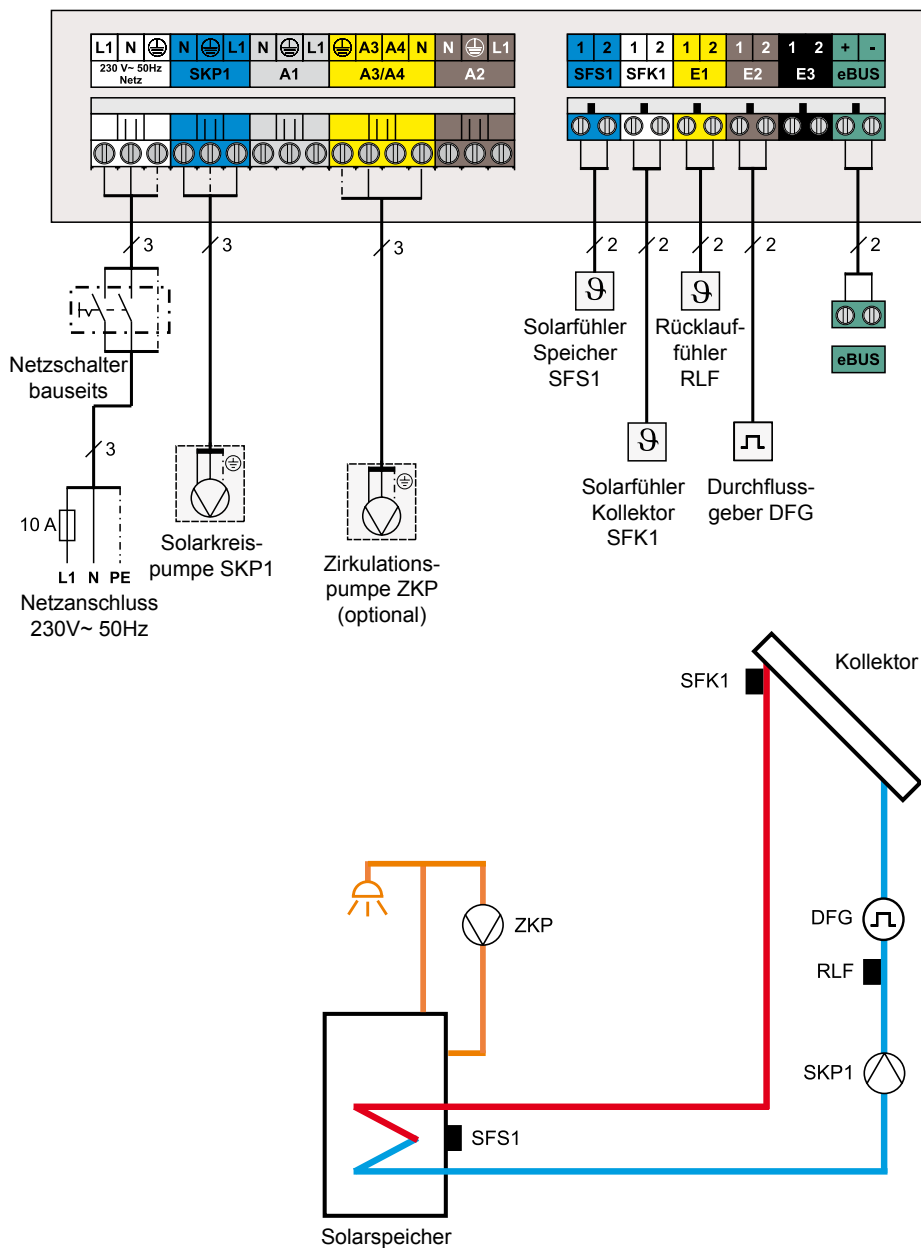 L1 N N L1 N L1 A3 A4 N N L1
230 V~ 50Hz
Netz
SKP1 A1 A3/A4 A2
1 2 1 2 1 2 1 2 1 2 + -
SFS1 SFK1 E1 E2 E3 eBUS
3 3 3 2 2 2 2 2
Netzschalter
bauseits
Solarfühler
Speicher
SFS1
Rücklauf-
fühler
RLF
eBUS
3
10 A
L1 N PE
Netzanschluss
230V~ 50Hz
Solarkreis-
pumpe SKP1
Zirkulations-
pumpe ZKP
(optional)
Solarfühler
Kollektor
SFK1
Durchfluss-
geber DFG
Kollektor
SFK1
ZKP
DFG
RLF
SKP1
SFS1
Solarspeicher